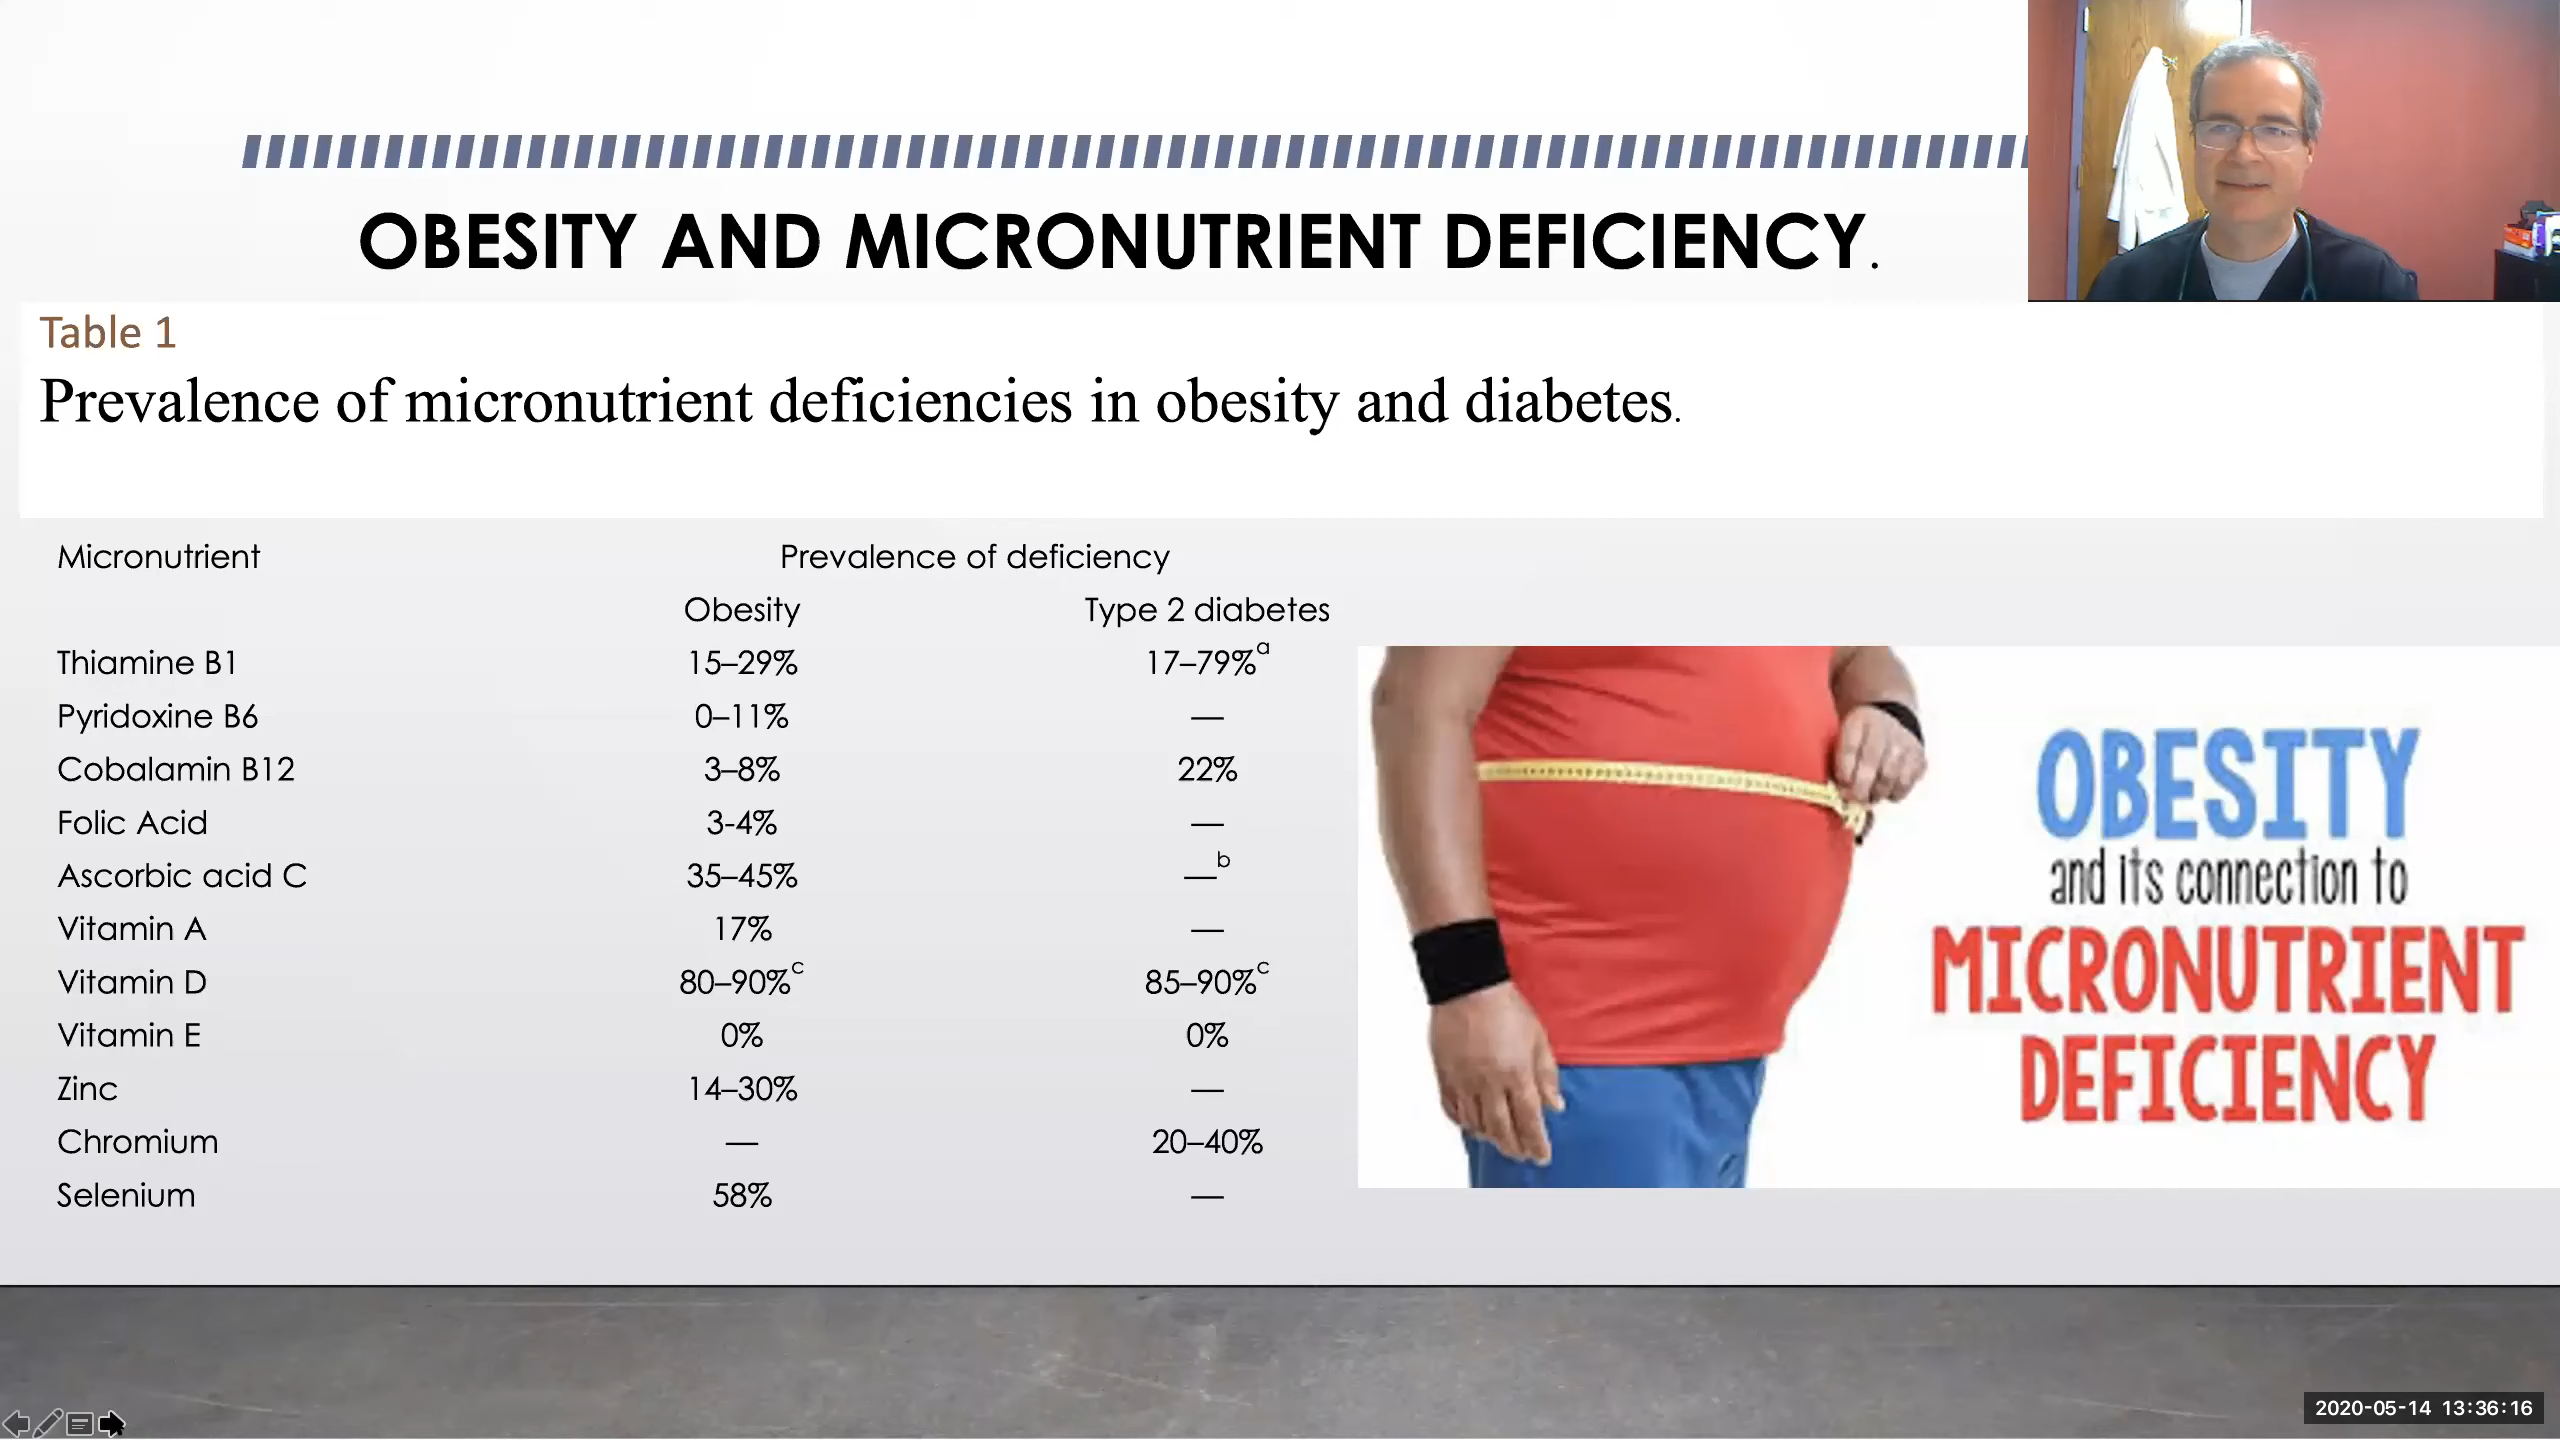 OBESITY AND MICRONUTRIENT DEFICIENCY.
Table 1
Prevalence of micronutrient deficiencies in obesity and diabetes.
Micronutrient Prevalence of deficiency
Obesity Type 2 diabetes
Thiamine B1 15–29% 17–79%a
Pyridoxine B6 0–11% —
Cobalamin B12 3–8% 22%
Folic Acid 3-4% —
Ascorbic acid C 35–45% —b
Vitamin A 17% —
Vitamin D 80–90%c 85–90%c
Vitamin E 0% 0%
Zinc 14–30% —
Chromium — 20–40%
Selenium 58% —
OBESITY
and its connection to
MICRONUTRIENT
DEFICIENCY
2020-05-14 13:36:16